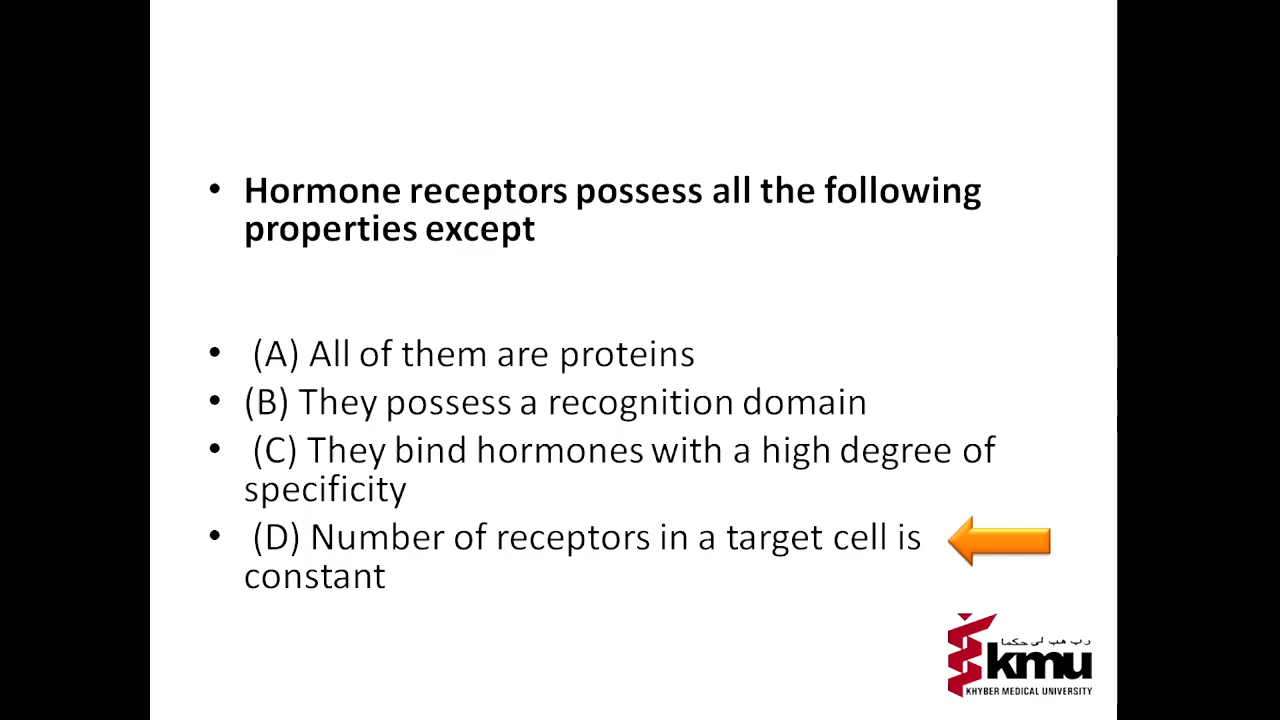 • Hormone receptors possess all the following
properties except
• (A) All of them are proteins
• (B) They possess a recognition domain
• (C) They bind hormones with a high degree of
specificity
• (D) Number of receptors in a target cell is
constant
kmu
KHYBER MEDICAL UNIVERSITY